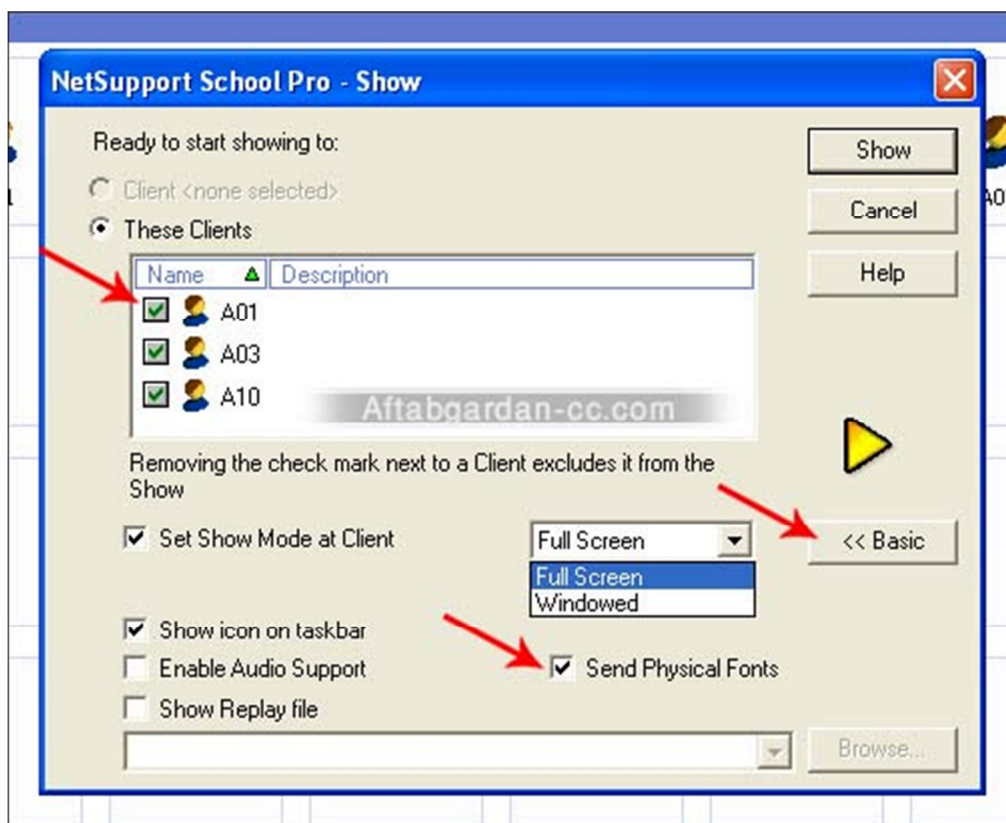 NetSupport School Pro - Show
Ready to start showing to:
Show
Client <none selected>
Cancel
These Clients
Name Description
Help
A01
A03
A10
Aftabgardan-cc.com
Removing the check mark next to a Client excludes it from the
Show
Set Show Mode at Client
Full Screen
<< Basic
Full Screen
Windowed
Show icon on taskbar
Enable Audio Support
Send Physical Fonts
Show Replay file
Browse...